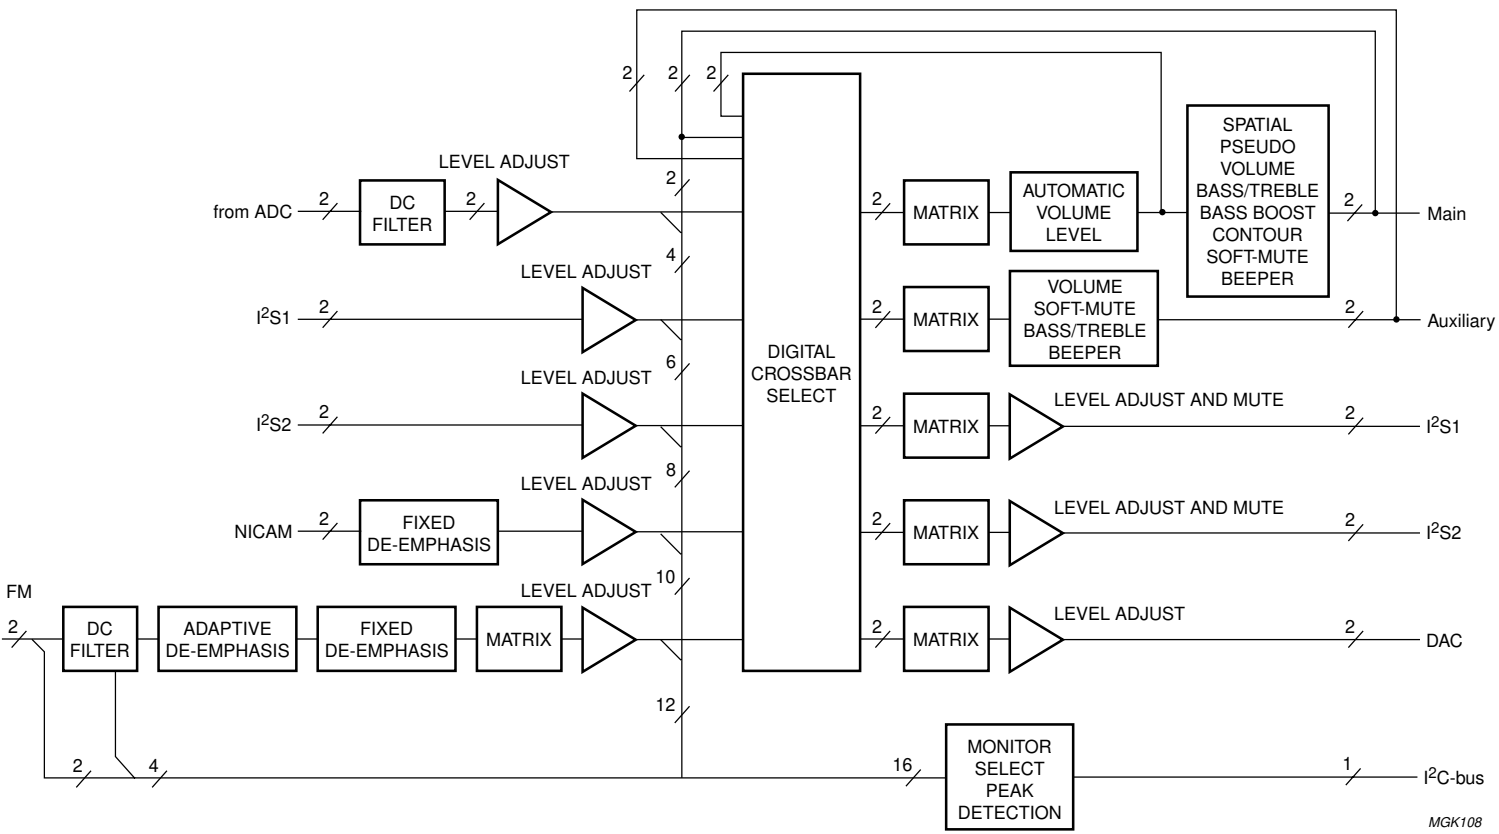 2
2
2
SPATIAL
PSEUDO
VOLUME
BASS/TREBLE
BASS BOOST
CONTOUR
SOFT-MUTE
BEEPER
LEVEL ADJUST
from ADC
2
DC
FILTER
2
2
2
MATRIX
AUTOMATIC
VOLUME
LEVEL
2
Main
LEVEL ADJUST
4
I²S1
2
2
MATRIX
VOLUME
SOFT-MUTE
BASS/TREBLE
BEEPER
2
Auxiliary
DIGITAL
CROSSBAR
SELECT
LEVEL ADJUST
6
I²S2
2
2
MATRIX
LEVEL ADJUST AND MUTE
2
I²S1
LEVEL ADJUST
8
NICAM
2
FIXED
DE-EMPHASIS
2
MATRIX
LEVEL ADJUST AND MUTE
2
I²S2
LEVEL ADJUST
10
FM
2
DC
FILTER
ADAPTIVE
DE-EMPHASIS
FIXED
DE-EMPHASIS
MATRIX
2
MATRIX
LEVEL ADJUST
2
DAC
12
2
4
16
MONITOR
SELECT
PEAK
DETECTION
1
I²C-bus
MGK108